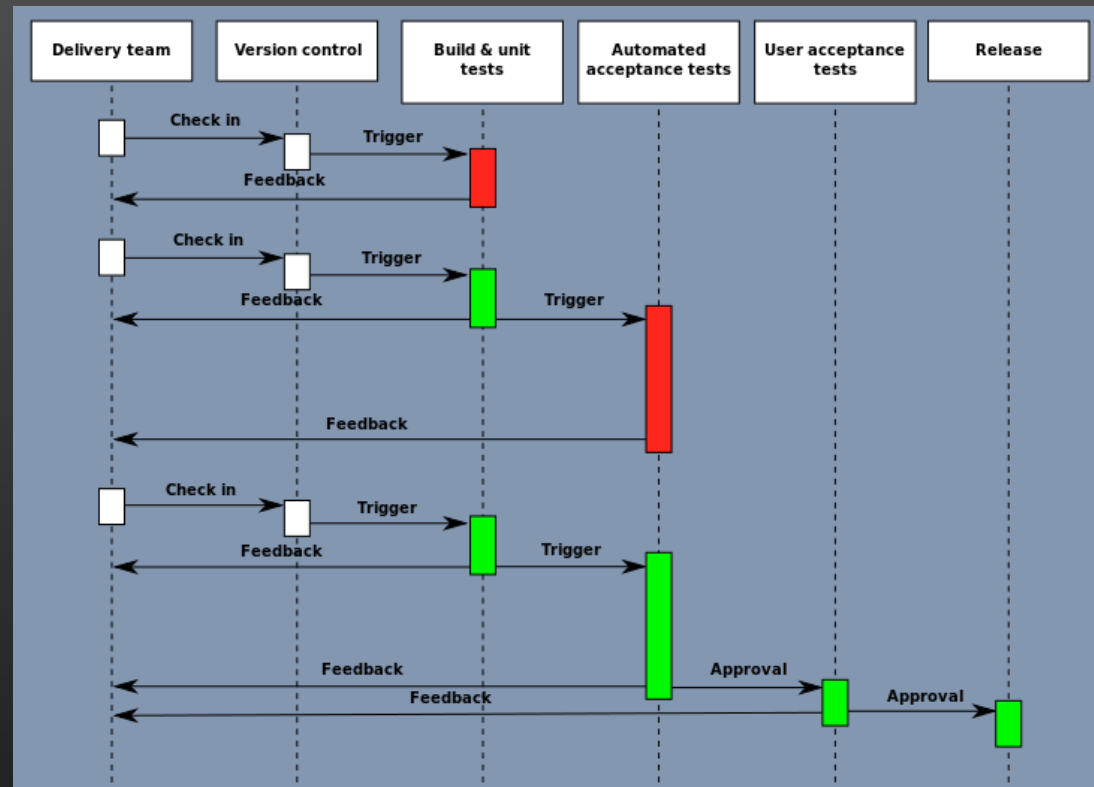 Delivery team
Version control
Build & unit
tests
Automated
acceptance tests
User acceptance
tests
Release
Check in
Trigger
Feedback
Check in
Trigger
Feedback
Trigger
Feedback
Check in
Trigger
Feedback
Trigger
Feedback
Approval
Feedback
Approval